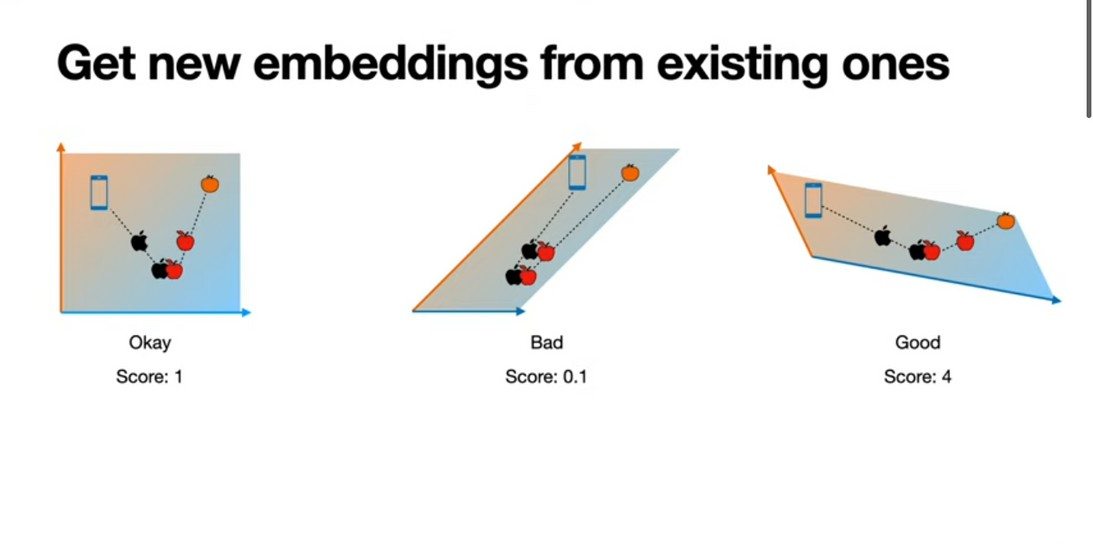 Get new embeddings from existing ones
Okay
Bad
Good
Score: 1
Score: 0.1
Score: 4